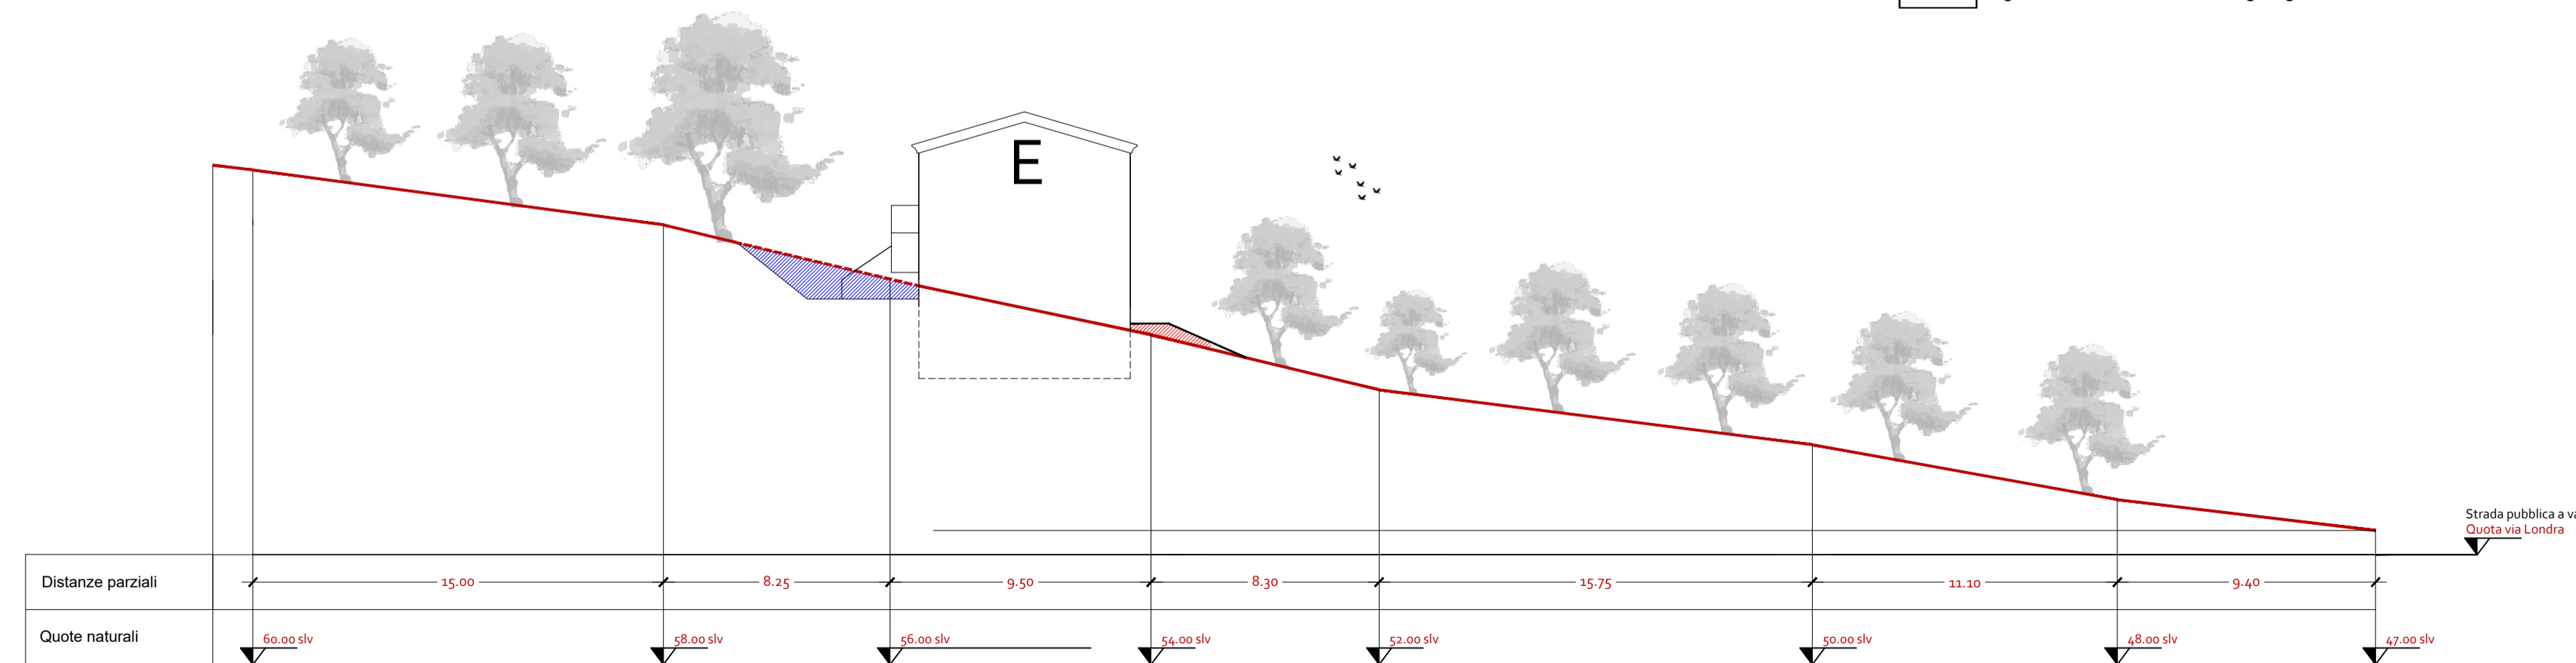 E
Strada pubblica a va
Quota via Londra
Distanze parziali
15.00 8.25 9.50 8.30 15.75 11.10 9.40
Quote naturali
60.00 slv 58.00 slv 56.00 slv 54.00 slv 52.00 slv 50.00 slv 48.00 slv 47.00 slv